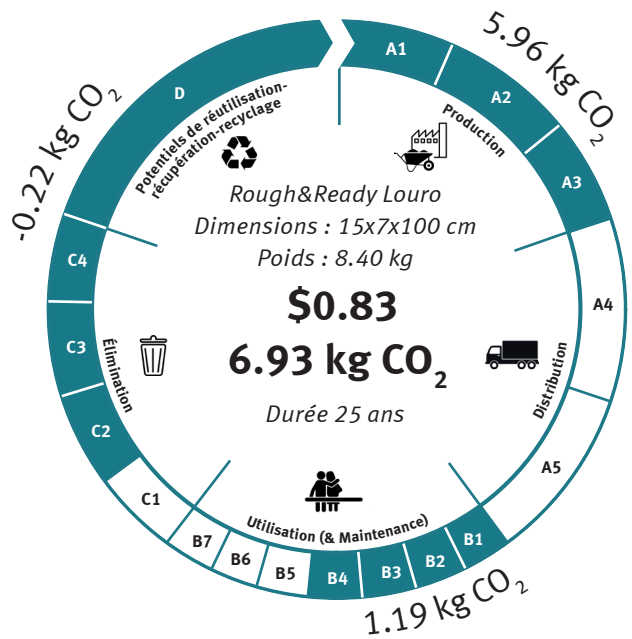 A1
A2
A3
A4
A5
B1
B2
B3
B4
B5
B6
B7
C1
C2
C3
C4
D
5.96 kg CO2
1.19 kg CO2
-0.22 kg CO2
Production
Distribution
Utilisation (& Maintenance)
Élimination
Potentiels de réutilisation-
récupération-recyclage
Rough&Ready Louro
Dimensions : 15x7x100 cm
Poids : 8.40 kg
$0.83
6.93 kg CO2
Durée 25 ans